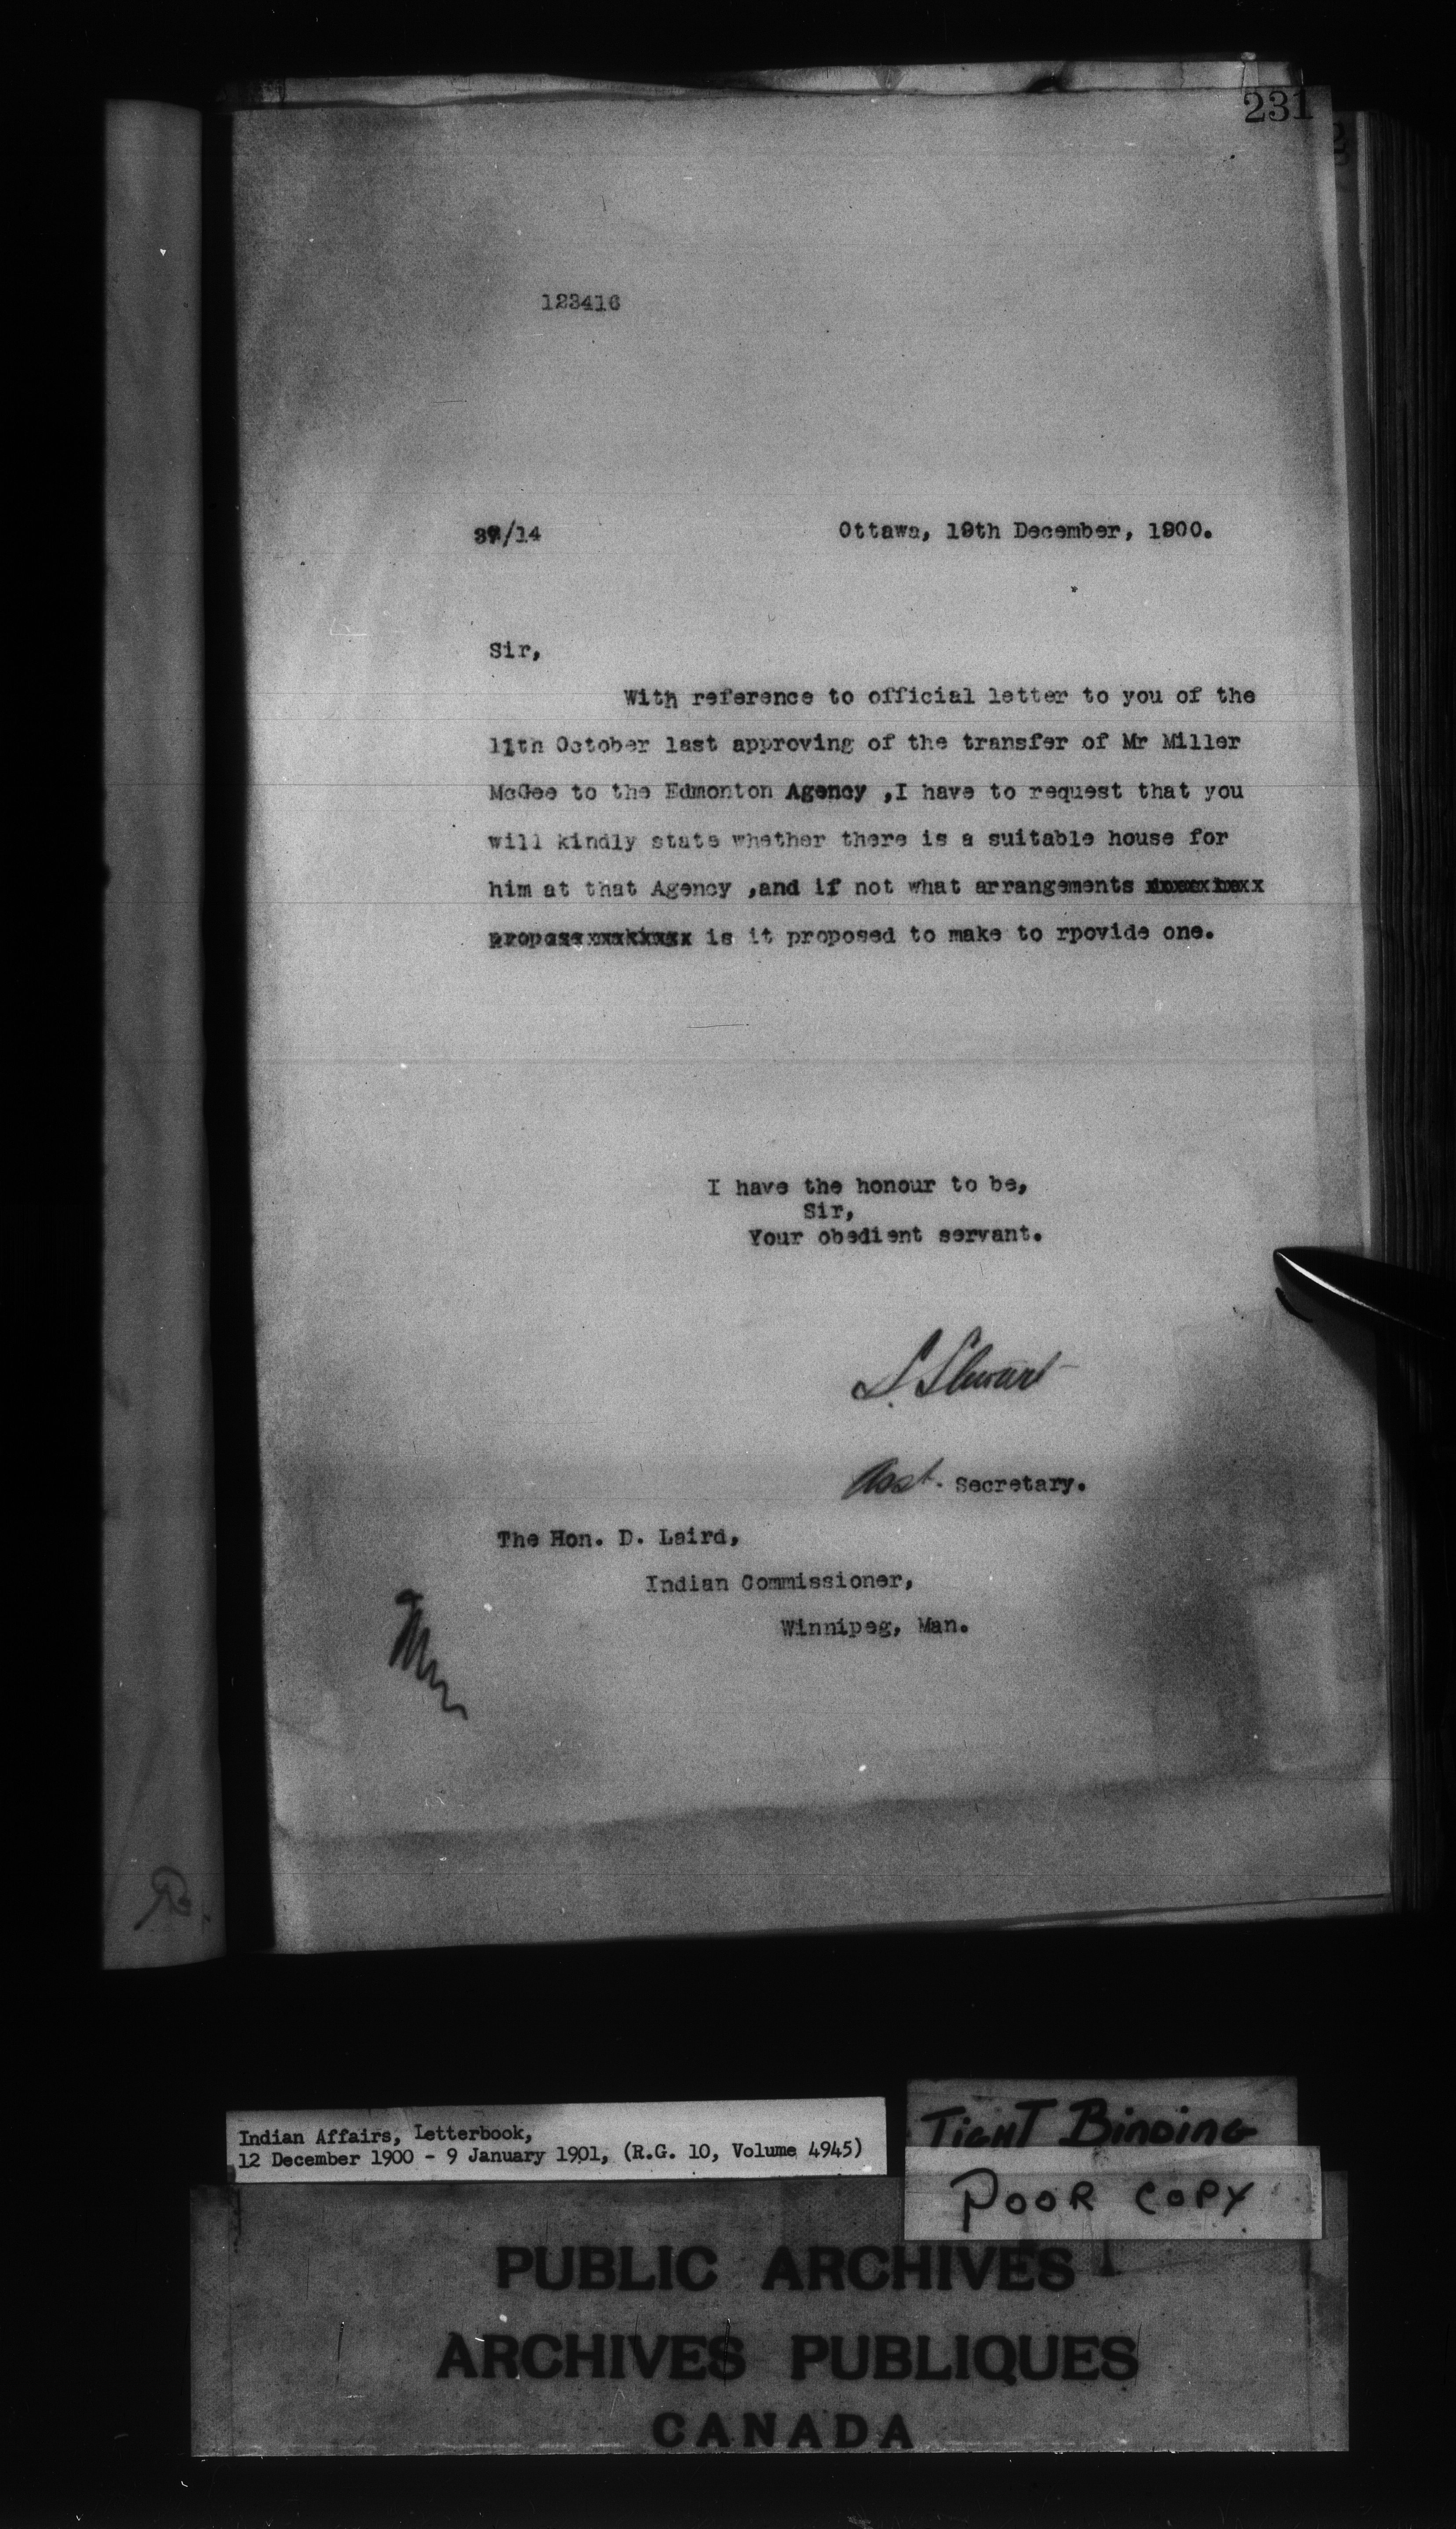 231
123416
37/14
Ottawa, 19th December, 1900.
Sir,
With reference to official letter to you of the
11th October last approving of the transfer of Mr Miller
McGee to the Edmonton Agency ,I have to request that you
will kindly state whether there is a suitable house for
him at that Agency ,and if not what arrangements
is it proposed to make to rpovide one.
I have the honour to be,
Sir,
Your obedient servant.
S. Stewart
Asst. Secretary.
The Hon. D. Laird,
Indian Commissioner,
Winnipeg, Man.
Indian Affairs, Letterbook,
12 December 1900 - 9 January 1901, (R.G. 10, Volume 4945)
TIGHT BINDING
POOR COPY
PUBLIC ARCHIVES
ARCHIVES PUBLIQUES
CANADA